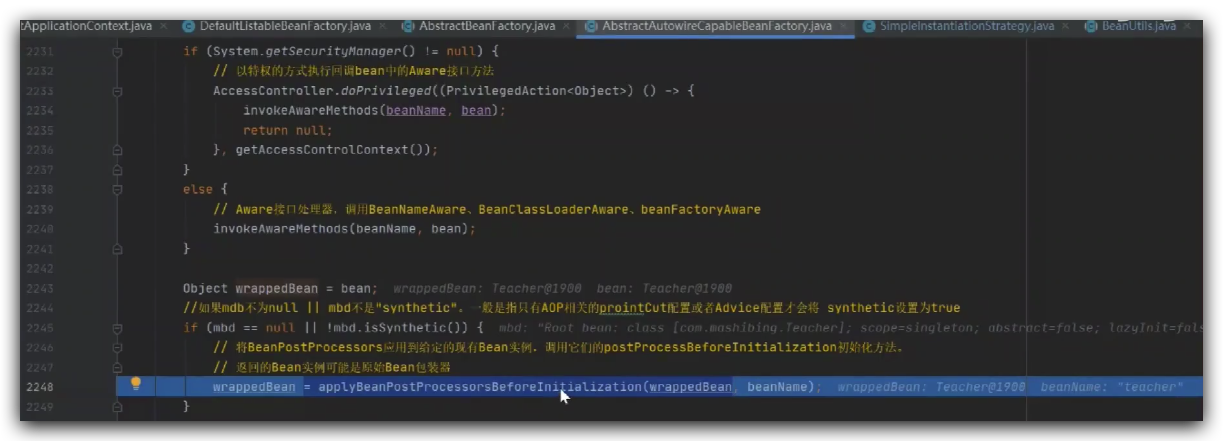 tApplicationContext.java × DefaultListableBeanFactory.java × AbstractBeanFactory.java × AbstractAutowireCapableBeanFactory.java × SimpleInstantiationStrategy.java × BeanUtils.java ×
2231 if (System.getSecurityManager() != null) {
2232 // 以特权的方式执行回调bean中的Aware接口方法
2233 AccessController.doPrivileged((PrivilegedAction<Object>) () -> {
2234 invokeAwareMethods(beanName, bean);
2235 return null;
2236 }, getAccessControlContext());
2237 }
2238 else {
2239 // Aware接口处理器，调用BeanNameAware、BeanClassLoaderAware、beanFactoryAware
2240 invokeAwareMethods(beanName, bean);
2241 }
2242
2243 Object wrappedBean = bean; wrappedBean: Teacher@1900 bean: Teacher@1900
2244 //如果mdb不为null || mbd不是"synthetic"。一般是指只有AOP相关的prointCut配置或者Advice配置才会将 synthetic设置为true
2245 if (mbd == null || !mbd.isSynthetic()) { mbd: "Root bean: class [com.mashibing.Teacher]; scope=singleton; abstract=false; lazyInit=fals
2246 // 将BeanPostProcessors应用到给定的现有Bean实例，调用它们的postProcessBeforeInitialization初始化方法。
2247 // 返回的Bean实例可能是原始Bean包装器
2248 wrappedBean = applyBeanPostProcessorsBeforeInitialization(wrappedBean, beanName); wrappedBean: Teacher@1900 beanName: "teacher"
2249 }